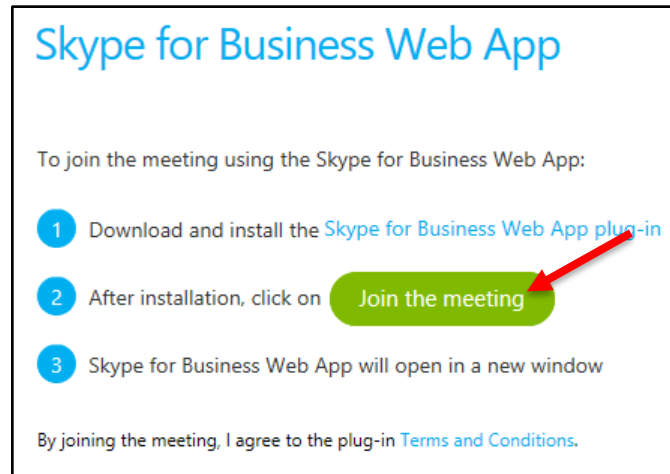 Skype for Business Web App
To join the meeting using the Skype for Business Web App:
1 Download and install the Skype for Business Web App plug-in
2 After installation, click on Join the meeting
3 Skype for Business Web App will open in a new window
By joining the meeting, I agree to the plug-in Terms and Conditions.